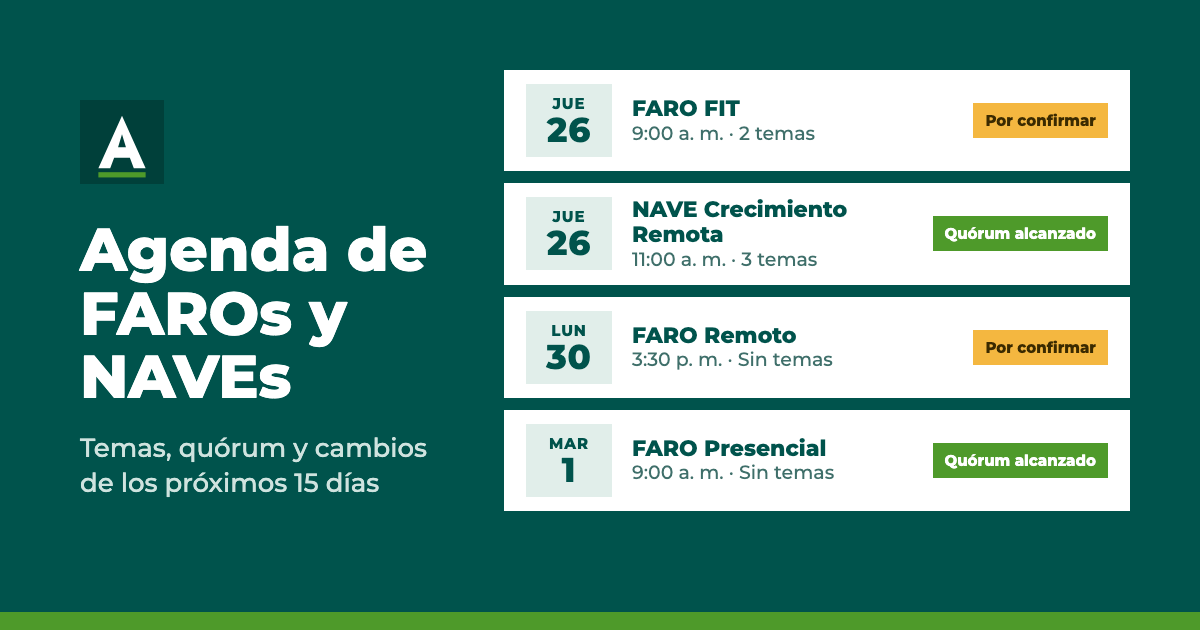 A
Agenda de
FAROs y
NAVEs
Temas, quórum y cambios
de los próximos 15 días
JUE
26
FARO FIT
9:00 a. m. · 2 temas
Por confirmar
JUE
26
NAVE Crecimiento
Remota
11:00 a. m. · 3 temas
Quórum alcanzado
LUN
30
FARO Remoto
3:30 p. m. · Sin temas
Por confirmar
MAR
1
FARO Presencial
9:00 a. m. · Sin temas
Quórum alcanzado